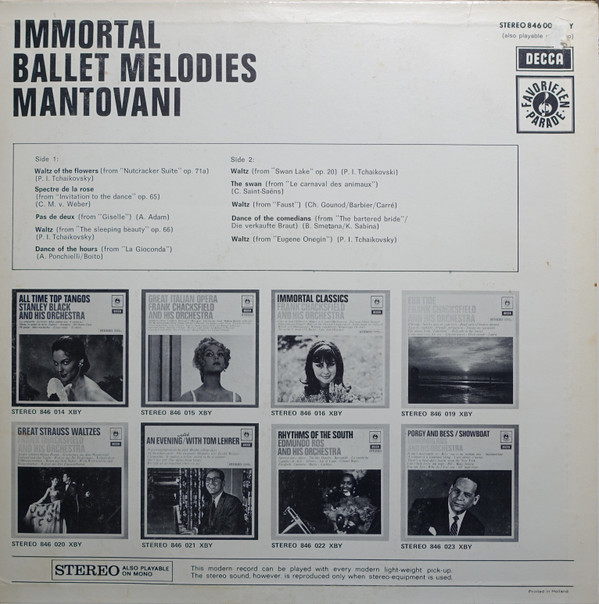 IMMORTAL
BALLET MELODIES
MANTOVANI
STEREO 846 00 Y
(also playable
DECCA
FAVORIETEN
PARADE
Side 1:
Waltz of the flowers (from "Nutcracker Suite" op. 71a)
(P. I. Tchaikovsky)
Spectre de la rose
(from "Invitation to the dance" op. 65)
(C. M. v. Weber)
Pas de deux (from "Giselle") (A. Adam)
Waltz (from "The sleeping beauty" op. 66)
(P. I. Tchaikovsky)
Dance of the hours (from "La Gioconda")
(A. Ponchielli/Boito)
Side 2:
Waltz (from "Swan Lake" op. 20) (P. I. Tchaikovski)
The swan (from "Le carnaval des animaux")
(C. Saint-Saëns)
Waltz (from "Faust") (Ch. Gounod/Barbier/Carré)
Dance of the comedians (from "The bartered bride"/
Die verkaufte Braut) (B. Smetana/K. Sabina)
Waltz (from "Eugene Onegin") (P. I. Tchaikovsky)
ALL TIME TOP TANGOS
STANLEY BLACK
AND HIS ORCHESTRA
STEREO 846 014 XBY
GREAT ITALIAN OPERA
FRANK CHACKSFIELD
AND HIS ORCHESTRA
STEREO 846 015 XBY
IMMORTAL CLASSICS
FRANK CHACKSFIELD
AND HIS ORCHESTRA
STEREO 846 016 XBY
EBB TIDE
FRANK CHACKSFIELD
AND HIS ORCHESTRA
STEREO 846 019 XBY
GREAT STRAUSS WALTZES
FRANK CHACKSFIELD
AND HIS ORCHESTRA
STEREO 846 020 XBY
AN EVENING/WITH TOM LEHRER
STEREO 846 021 XBY
RHYTHMS OF THE SOUTH
EDMUNDO ROS
AND HIS ORCHESTRA
STEREO 846 022 XBY
PORGY AND BESS/SHOWBOAT
ORCHESTRA
STEREO 846 023 XBY
STEREO ALSO PLAYABLE
ON MONO
This modern record can be played with every modern light-weight pick-up.
The stereo sound, however, is reproduced only when stereo-equipment is used.
Printed in Holland